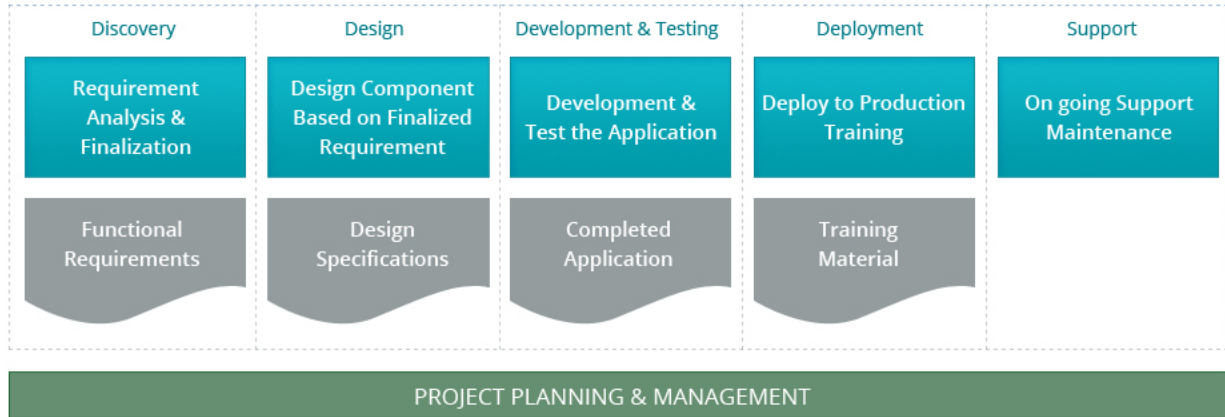 Discovery
Design
Development & Testing
Deployment
Support
Requirement
Analysis &
Finalization
Design Component
Based on Finalized
Requirement
Development &
Test the Application
Deploy to Production
Training
On going Support
Maintenance
Functional
Requirements
Design
Specifications
Completed
Application
Training
Material
PROJECT PLANNING & MANAGEMENT